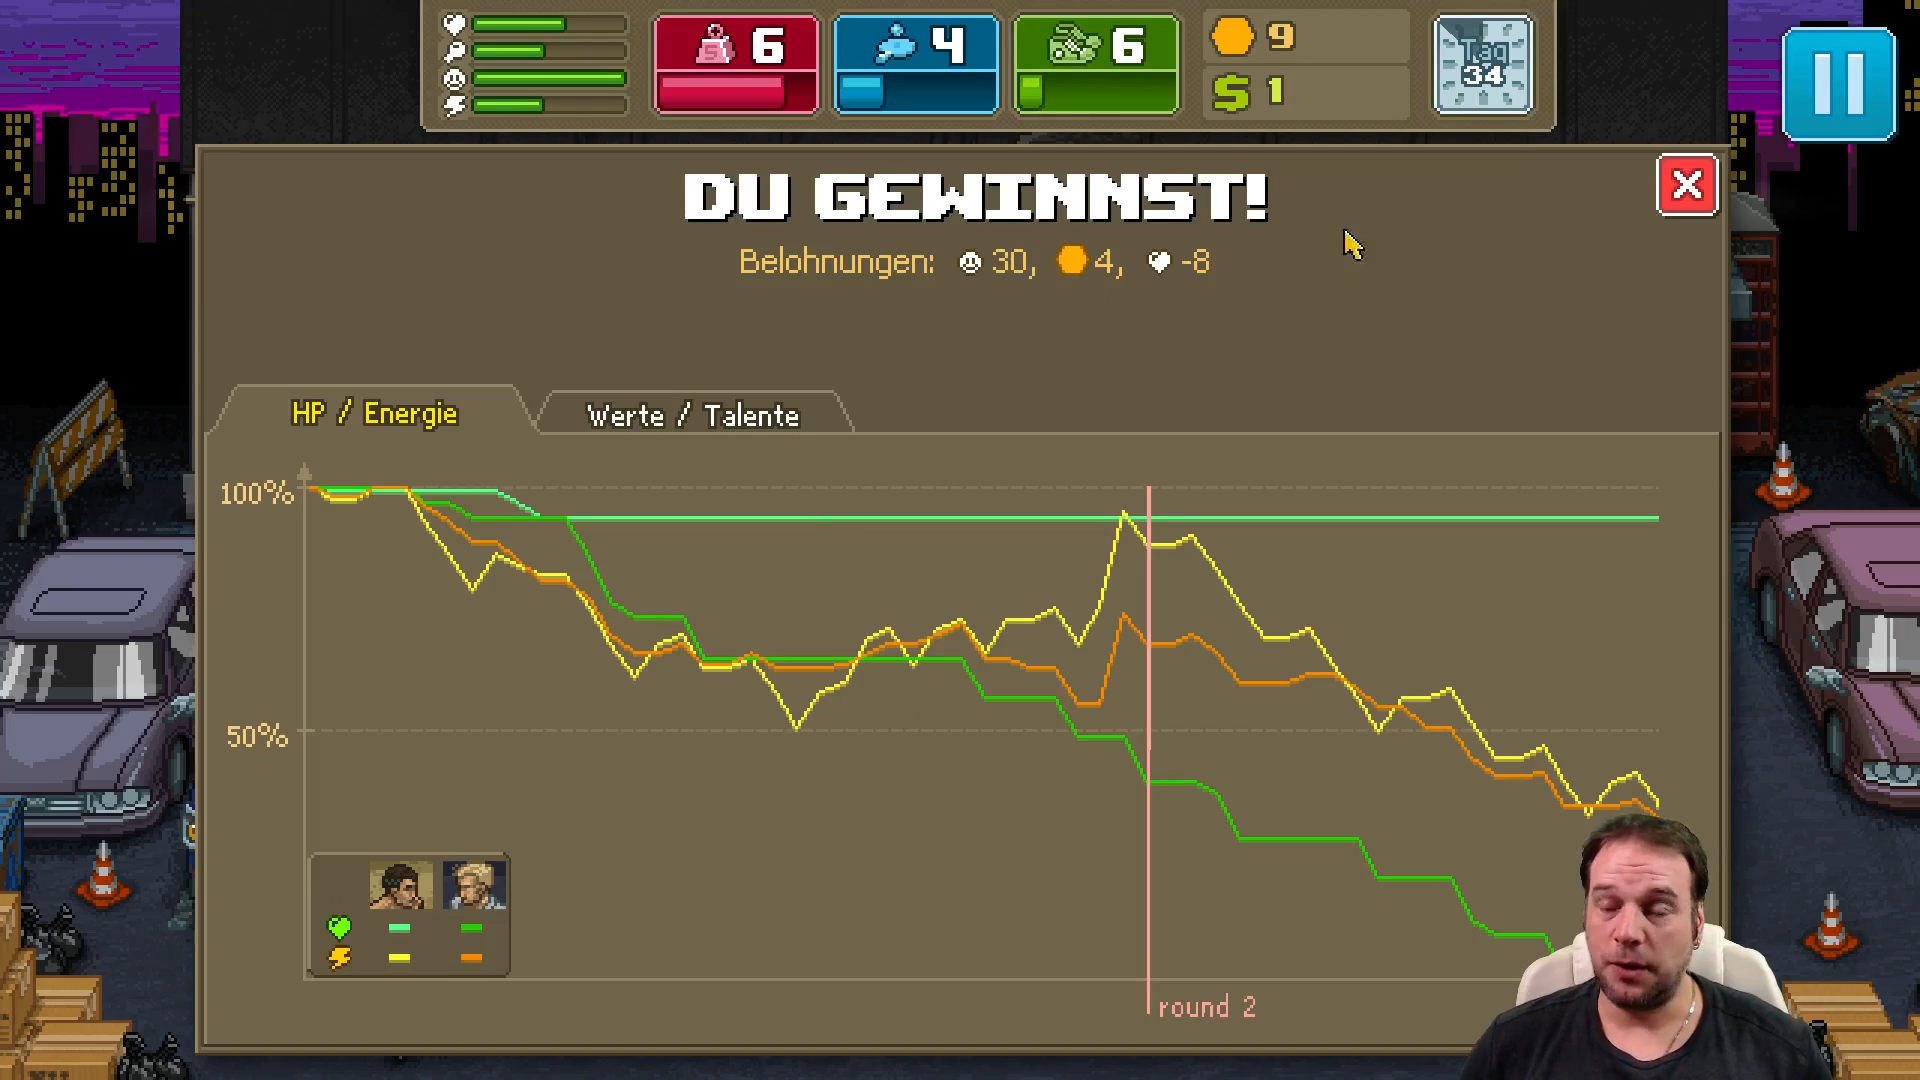 6
4
6
9
$ 1
Tag
34
DU GEWINNST!
Belohnungen: 30, 4, -8
HP / Energie
Werte / Talente
100%
50%
round 2